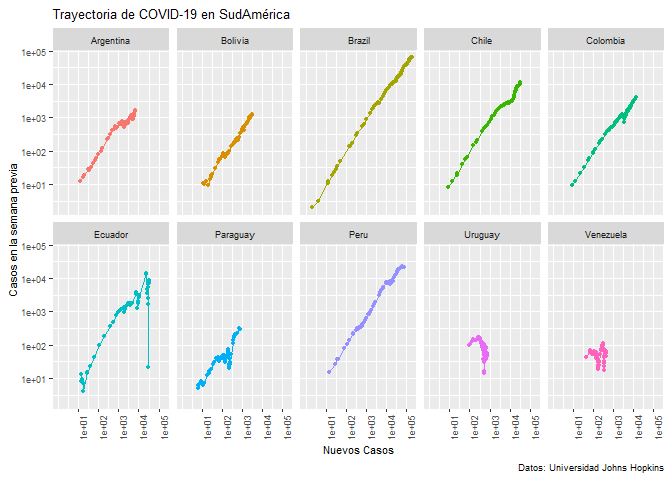 Trayectoria de COVID-19 en SudAmérica
Argentina
Bolivia
Brazil
Chile
Colombia
1e+05
1e+04
1e+03
1e+02
1e+01
Casos en la semana previa
Ecuador
Paraguay
Peru
Uruguay
Venezuela
1e+05
1e+04
1e+03
1e+02
1e+01
1e+01
1e+02
1e+03
1e+04
1e+05
1e+01
1e+02
1e+03
1e+04
1e+05
1e+01
1e+02
1e+03
1e+04
1e+05
1e+01
1e+02
1e+03
1e+04
1e+05
1e+01
1e+02
1e+03
1e+04
1e+05
Nuevos Casos
Datos: Universidad Johns Hopkins